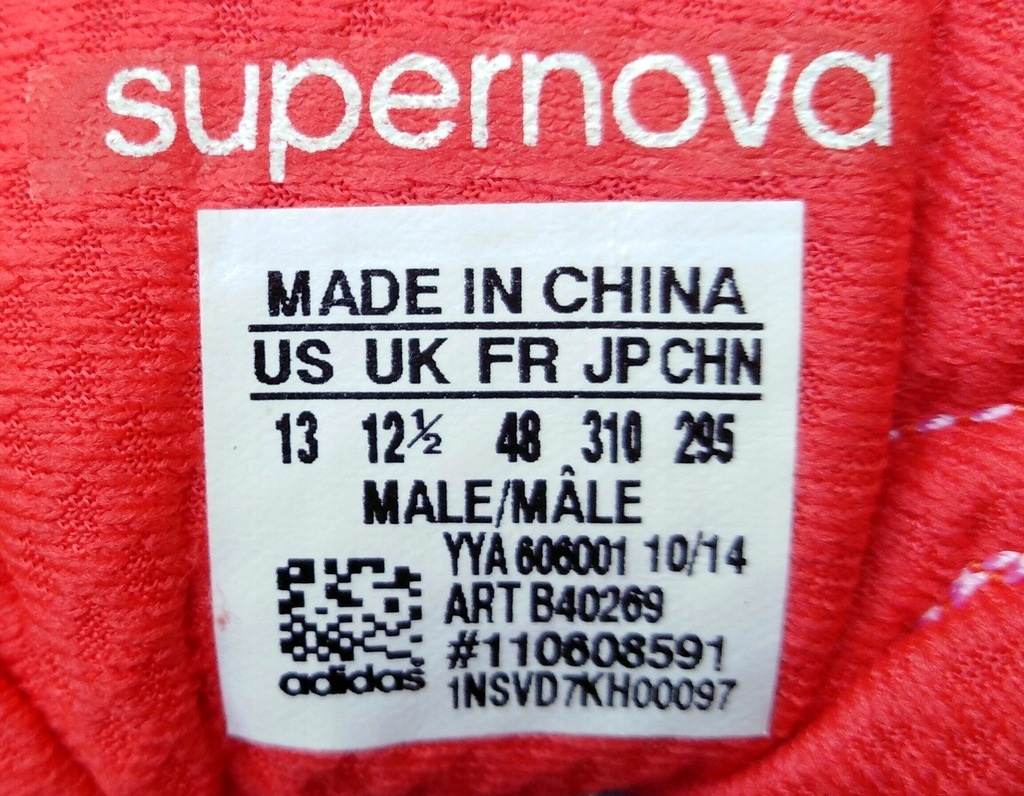 supernova
MADE IN CHINA
US UK FR JP CHN
13 12½ 48 310 295
MALE/MÂLE
YYA 606001 10/14
ART B40269
#110608591
adidas
1NSVD7KH00097